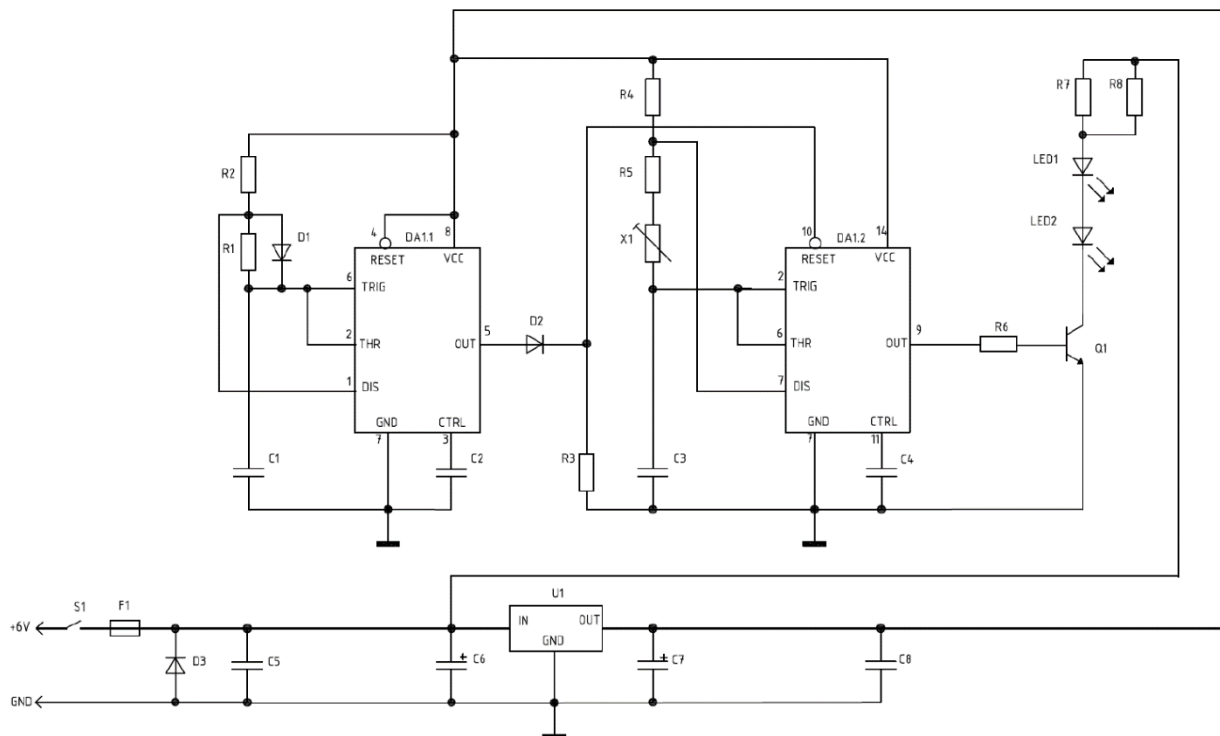 R7
R8
R4
R2
R5
LED1
X1
D1
4
8
DA1.1
10
DA1.2
14
LED2
R1
RESET
VCC
RESET
VCC
6
TRIG
2
TRIG
2
THR
5
OUT
D2
6
THR
9
OUT
R6
Q1
1
DIS
7
DIS
GND
CTRL
GND
CTRL
7
3
7
11
C1
C2
R3
C3
C4
U1
S1
F1
+6V
IN
OUT
GND
D3
C5
C6
C7
C8
+
+
GND